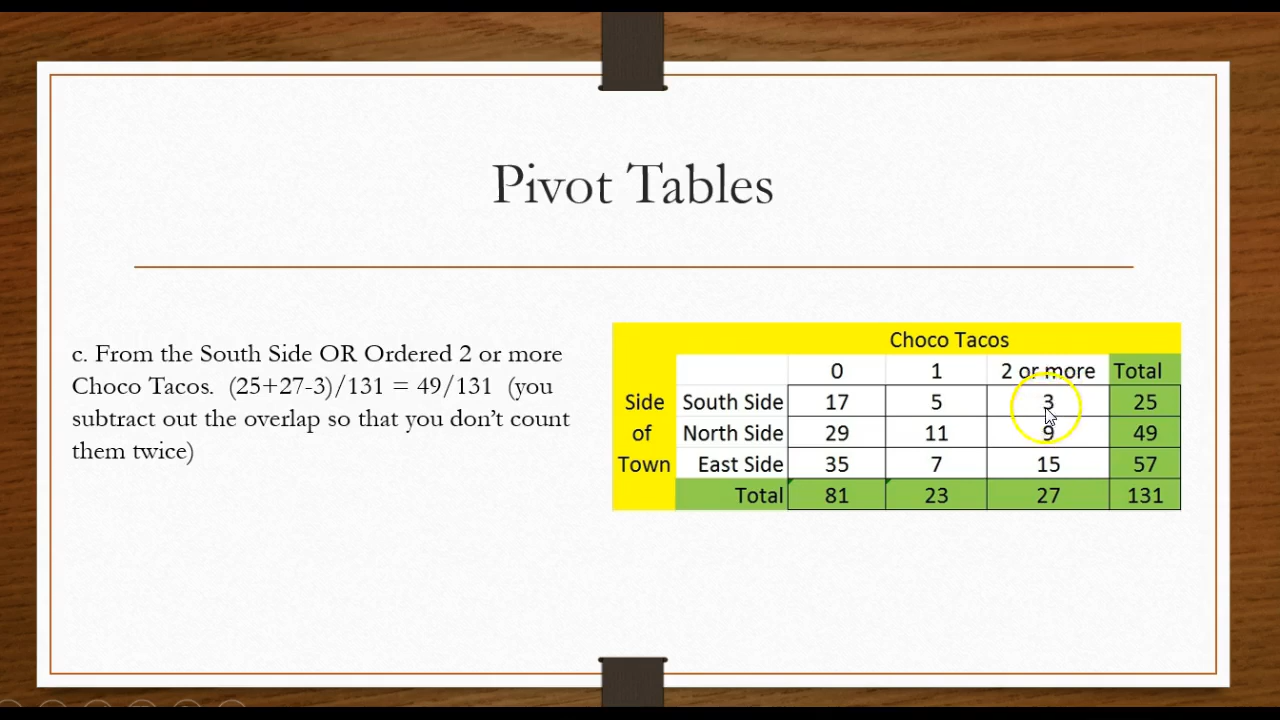 Pivot Tables
c. From the South Side OR Ordered 2 or more
Choco Tacos. (25+27-3)/131 = 49/131 (you
subtract out the overlap so that you don't count
them twice)
Choco Tacos
0 1 2 or more Total
Side South Side 17 5 3 25
of North Side 29 11 9 49
Town East Side 35 7 15 57
Total 81 23 27 131